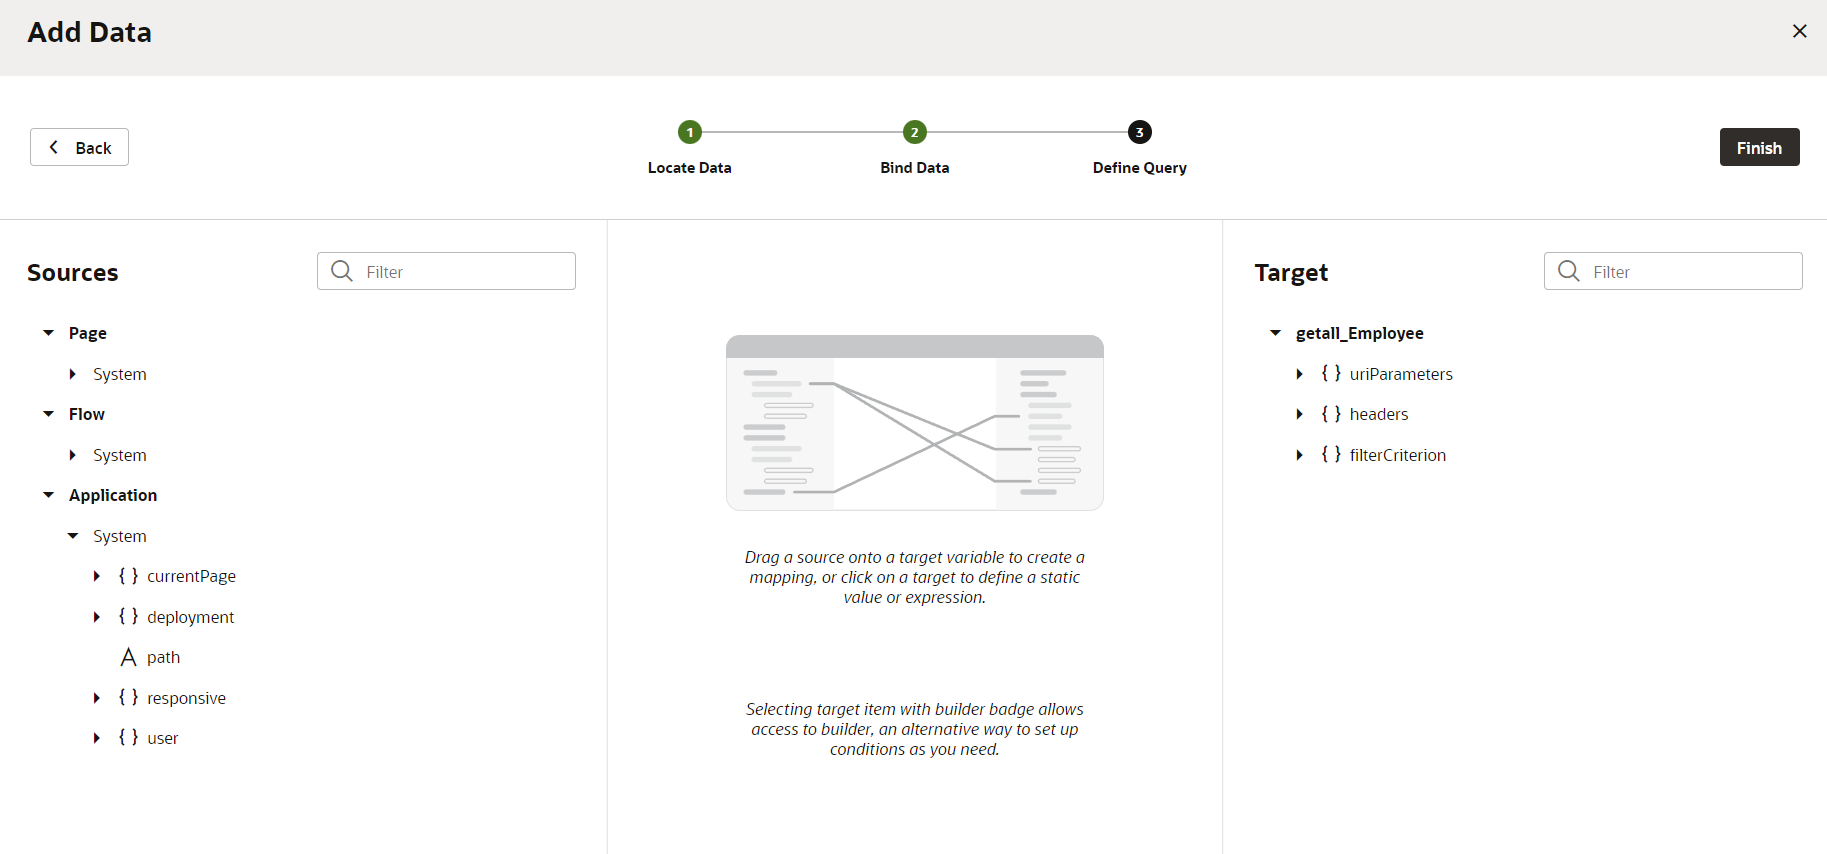 Add Data
Back
1
2
3
Locate Data
Bind Data
Define Query
Finish
Sources
Filter
Page
System
Flow
System
Application
System
{ } currentPage
{ } deployment
A path
{ } responsive
{ } user
Drag a source onto a target variable to create a
mapping, or click on a target to define a static
value or expression.
Selecting target item with builder badge allows
access to builder, an alternative way to set up
conditions as you need.
Target
Filter
getall_Employee
{ } uriParameters
{ } headers
{ } filterCriterion